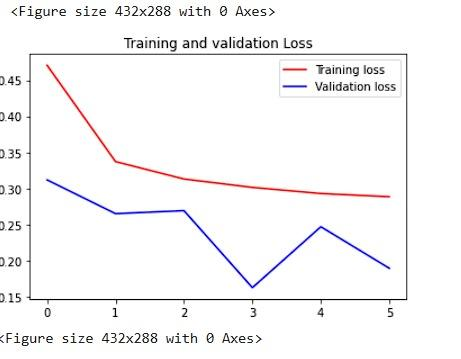 <Figure size 432x288 with 0 Axes>
Training and validation Loss
Training loss
Validation loss
0.45
0.40
0.35
0.30
0.25
0.20
0.15
0 1 2 3 4 5
<Figure size 432x288 with 0 Axes>